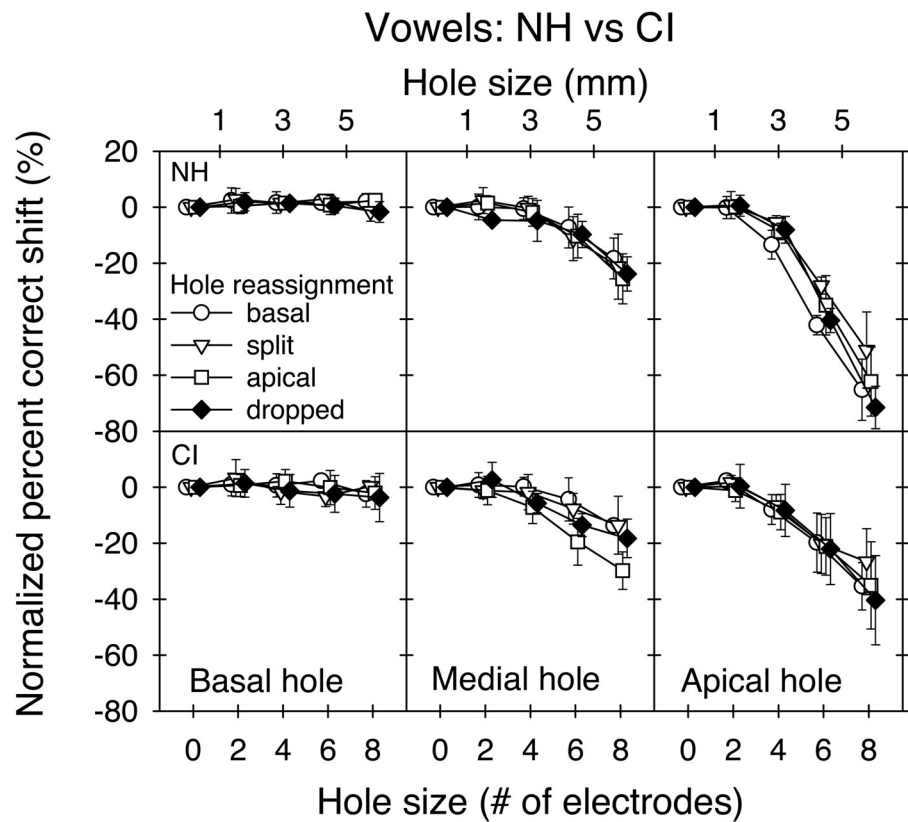 Vowels: NH vs CI
Hole size (mm)
1 3 5 1 3 5 1 3 5
Normalized percent correct shift (%)
20
0
-20
-40
-60
-80
NH
Hole reassignment
basal
split
apical
dropped
0
-20
-40
-60
-80
CI
Basal hole Medial hole Apical hole
0 2 4 6 8 0 2 4 6 8 0 2 4 6 8
Hole size (# of electrodes)